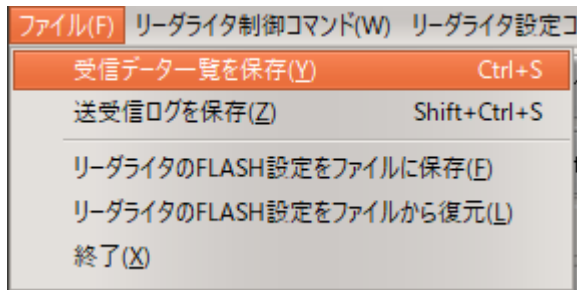 ファイル(F) リーダライタ制御コマンド(W) リーダライタ設定コ
受信データ一覧を保存(Y) Ctrl+S
送受信ログを保存(Z) Shift+Ctrl+S
リーダライタのFLASH設定をファイルに保存(F)
リーダライタのFLASH設定をファイルから復元(L)
終了(X)